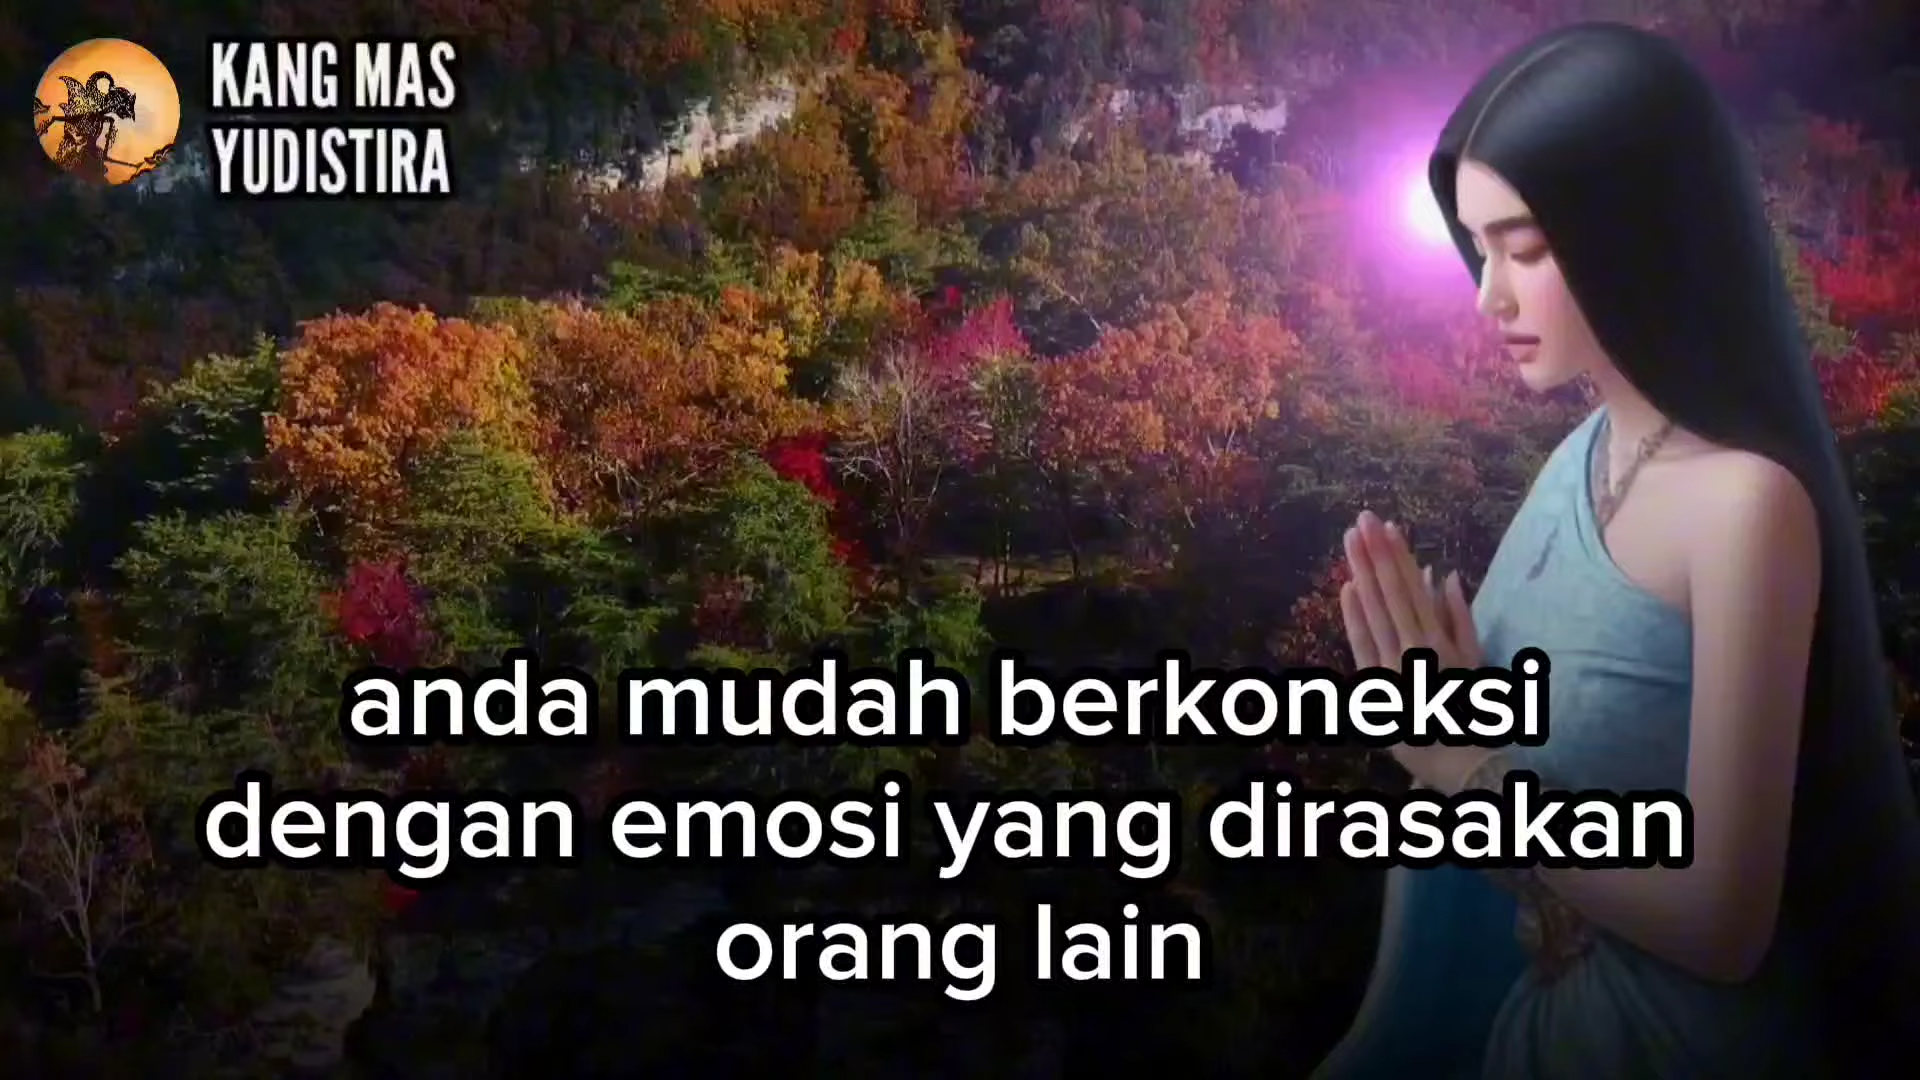 KANG MAS
YUDISTIRA
anda mudah berkoneksi
dengan emosi yang dirasakan
orang lain